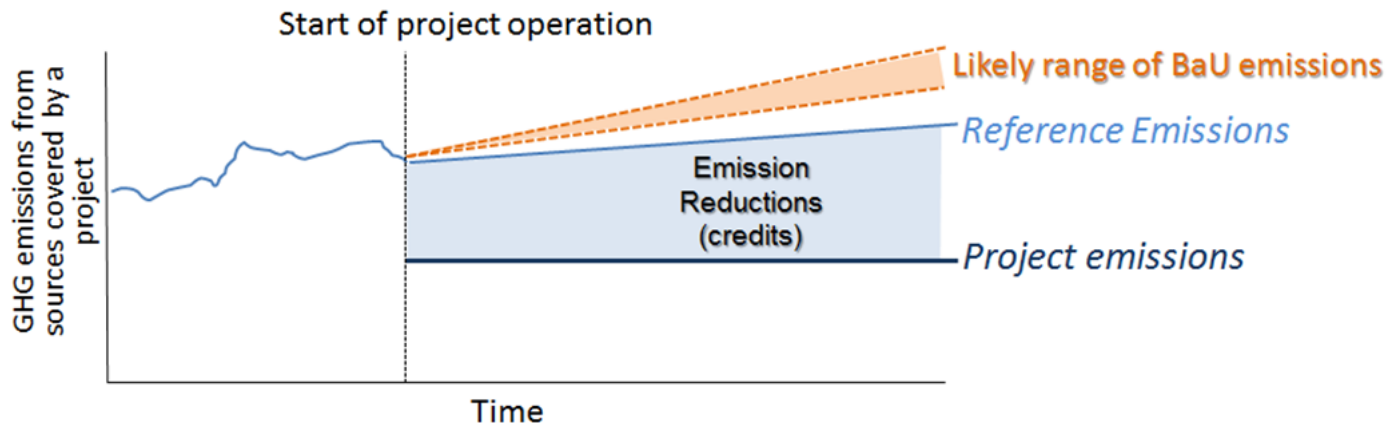 Start of project operation
GHG emissions from
sources covered by a
project
Likely range of BaU emissions
Reference Emissions
Emission
Reductions
(credits)
Project emissions
Time